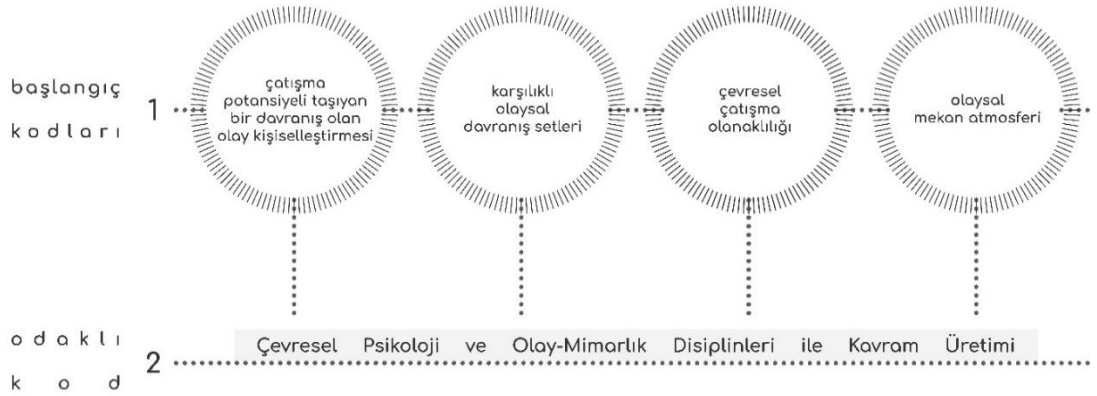 başlangıç
kodları
1
çatışma
potansiyeli taşıyan
bir davranış olan
olay kişiselleştirmesi
karşılıklı
olaysal
davranış setleri
çevresel
çatışma
olanaklılığı
olaysal
mekan atmosferi
odaklı
kod
2
Çevresel Psikoloji ve Olay-Mimarlık Disiplinleri ile Kavram Üretimi